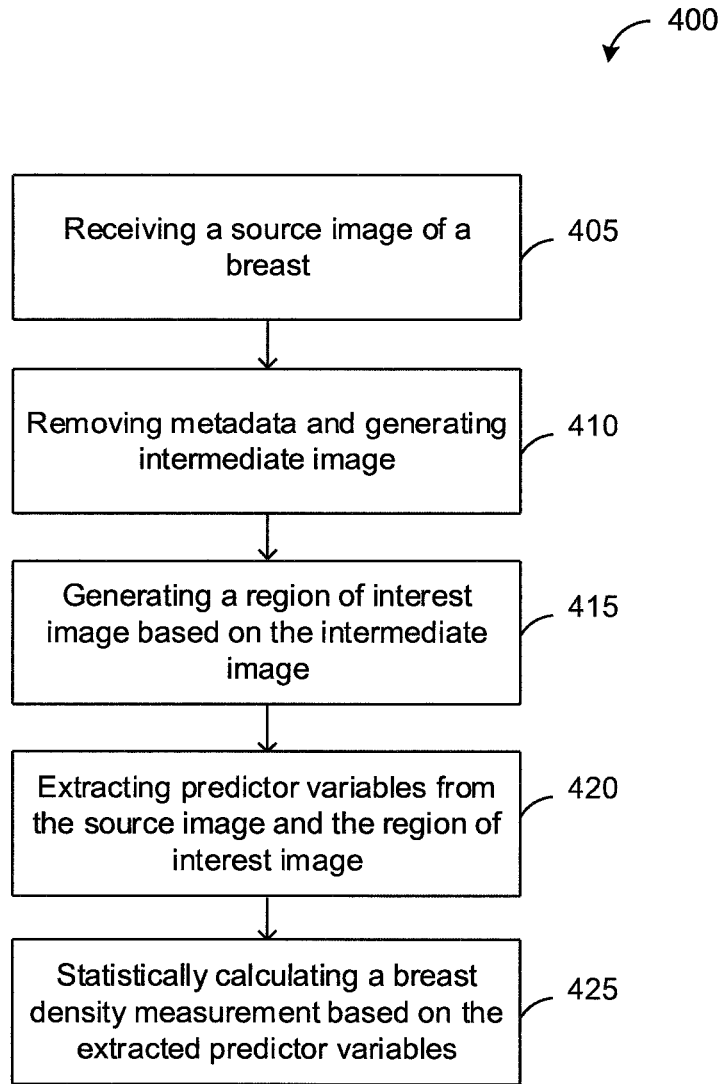 400
Receiving a source image of a
breast
405
Removing metadata and generating
intermediate image
410
Generating a region of interest
image based on the intermediate
image
415
Extracting predictor variables from
the source image and the region of
interest image
420
Statistically calculating a breast
density measurement based on the
extracted predictor variables
425